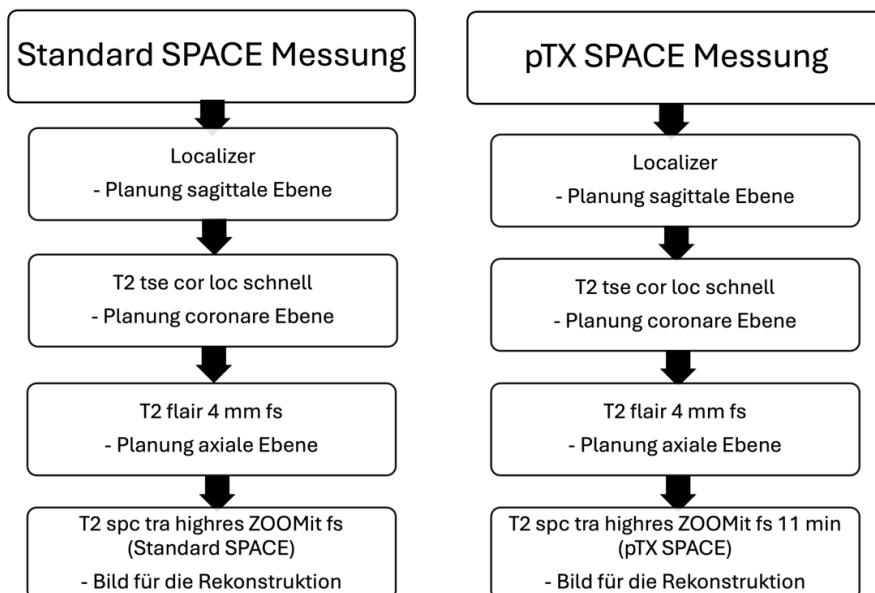 Standard SPACE Messung
Localizer
- Planung sagittale Ebene
T2 tse cor loc schnell
- Planung coronare Ebene
T2 flair 4 mm fs
- Planung axiale Ebene
T2 spc tra highres ZOOMit fs
(Standard SPACE)
- Bild für die Rekonstruktion
pTX SPACE Messung
Localizer
- Planung sagittale Ebene
T2 tse cor loc schnell
- Planung coronare Ebene
T2 flair 4 mm fs
- Planung axiale Ebene
T2 spc tra highres ZOOMit fs 11 min
(pTX SPACE)
- Bild für die Rekonstruktion